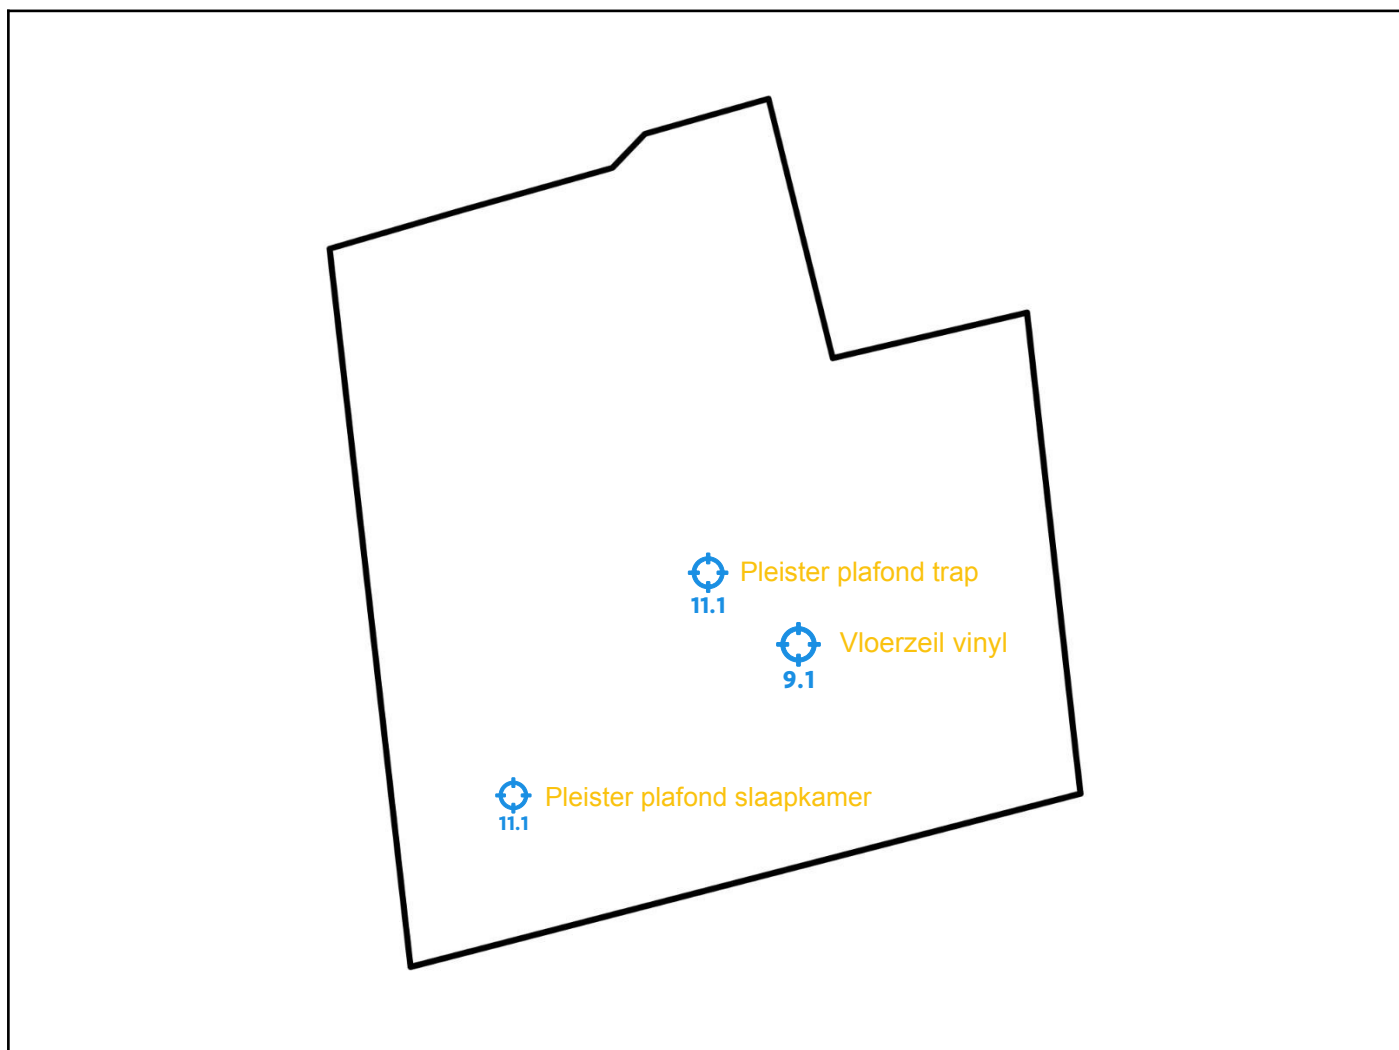 Pleister plafond trap
11.1
Vloerzeil vinyl
9.1
Pleister plafond slaapkamer
11.1